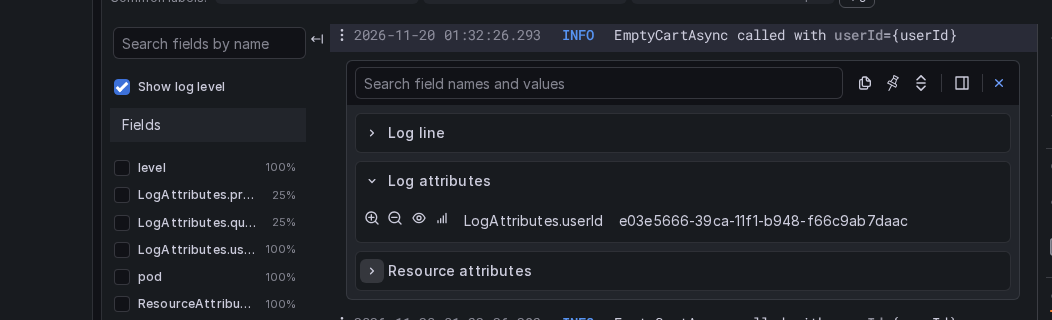 Common labels:
Search fields by name
2026-11-20 01:32:26.293 INFO EmptyCartAsync called with userId={userId}
Search field names and values
Show log level
Fields
Log line
level 100%
Log attributes
LogAttributes.pr... 25%
LogAttributes.qu... 25%
LogAttributes.userId e03e5666-39ca-11f1-b948-f66c9ab7daac
LogAttributes.us... 100%
pod 100%
Resource attributes
ResourceAttribu... 100%